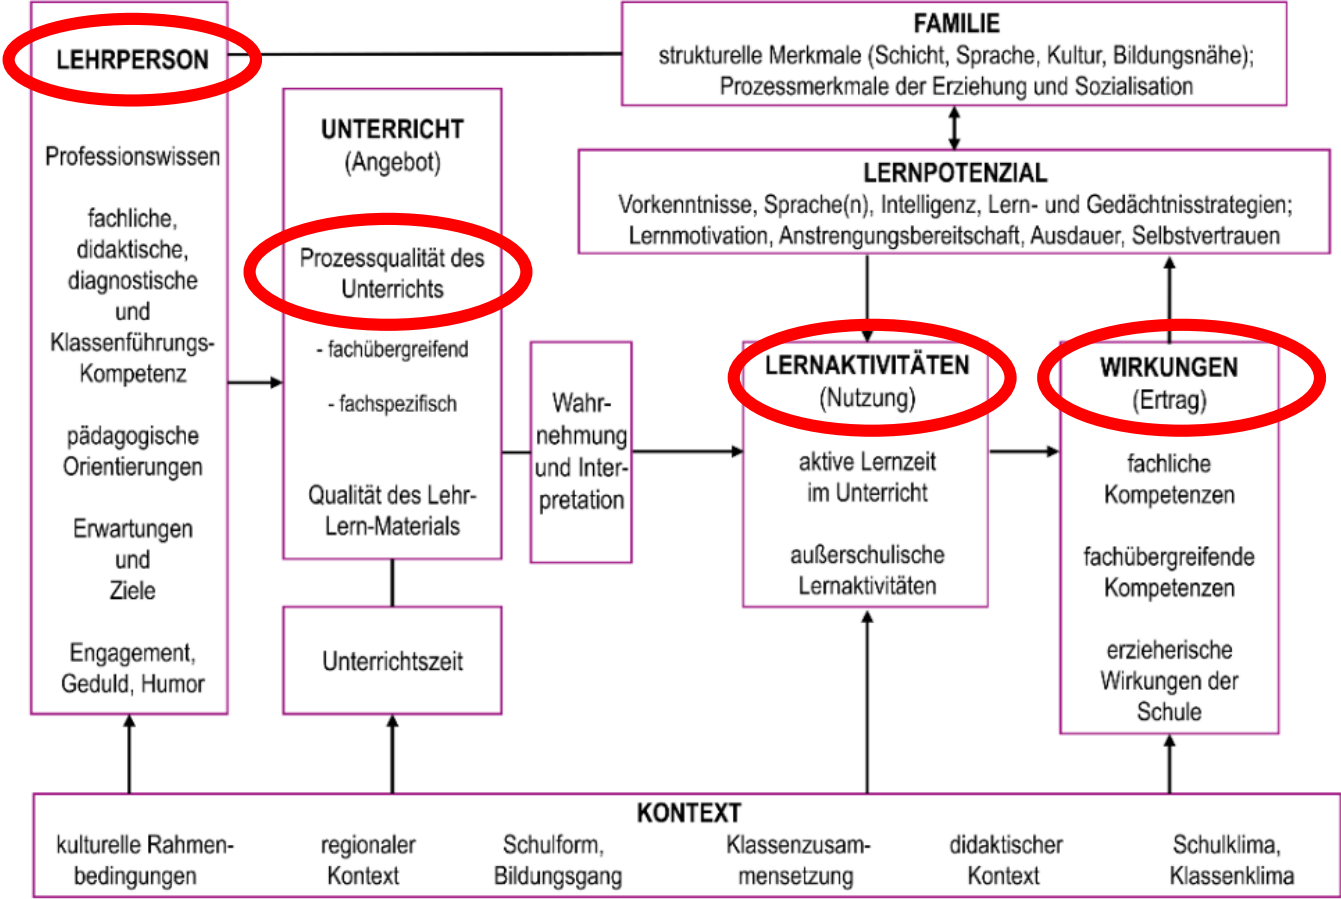 LEHRPERSON
Professionswissen
fachliche,
didaktische,
diagnostische
und
Klassenführungs-
Kompetenz
pädagogische
Orientierungen
Erwartungen
und
Ziele
Engagement,
Geduld, Humor
UNTERRICHT
(Angebot)
Prozessqualität des
Unterrichts
- fachübergreifend
- fachspezifisch
Qualität des Lehr-
Lern-Materials
Unterrichtszeit
FAMILIE
strukturelle Merkmale (Schicht, Sprache, Kultur, Bildungsnähe);
Prozessmerkmale der Erziehung und Sozialisation
LERNPOTENZIAL
Vorkenntnisse, Sprache(n), Intelligenz, Lern- und Gedächtnisstrategien;
Lernmotivation, Anstrengungsbereitschaft, Ausdauer, Selbstvertrauen
Wahr-
nehmung
und Inter-
pretation
LERNAKTIVITÄTEN
(Nutzung)
aktive Lernzeit
im Unterricht
außerschulische
Lernaktivitäten
WIRKUNGEN
(Ertrag)
fachliche
Kompetenzen
fachübergreifende
Kompetenzen
erzieherische
Wirkungen der
Schule
KONTEXT
kulturelle Rahmen-
bedingungen
regionaler
Kontext
Schulform,
Bildungsgang
Klassenzusam-
mensetzung
didaktischer
Kontext
Schulklima,
Klassenklima